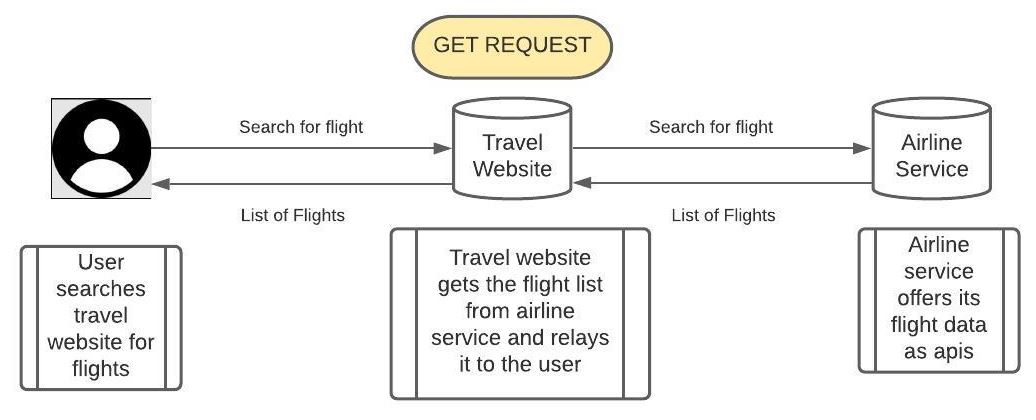 GET REQUEST
Search for flight
Search for flight
Travel
Website
Airline
Service
List of Flights
List of Flights
User
searches
travel
website for
flights
Travel website
gets the flight list
from airline
service and relays
it to the user
Airline
service
offers its
flight data
as apis